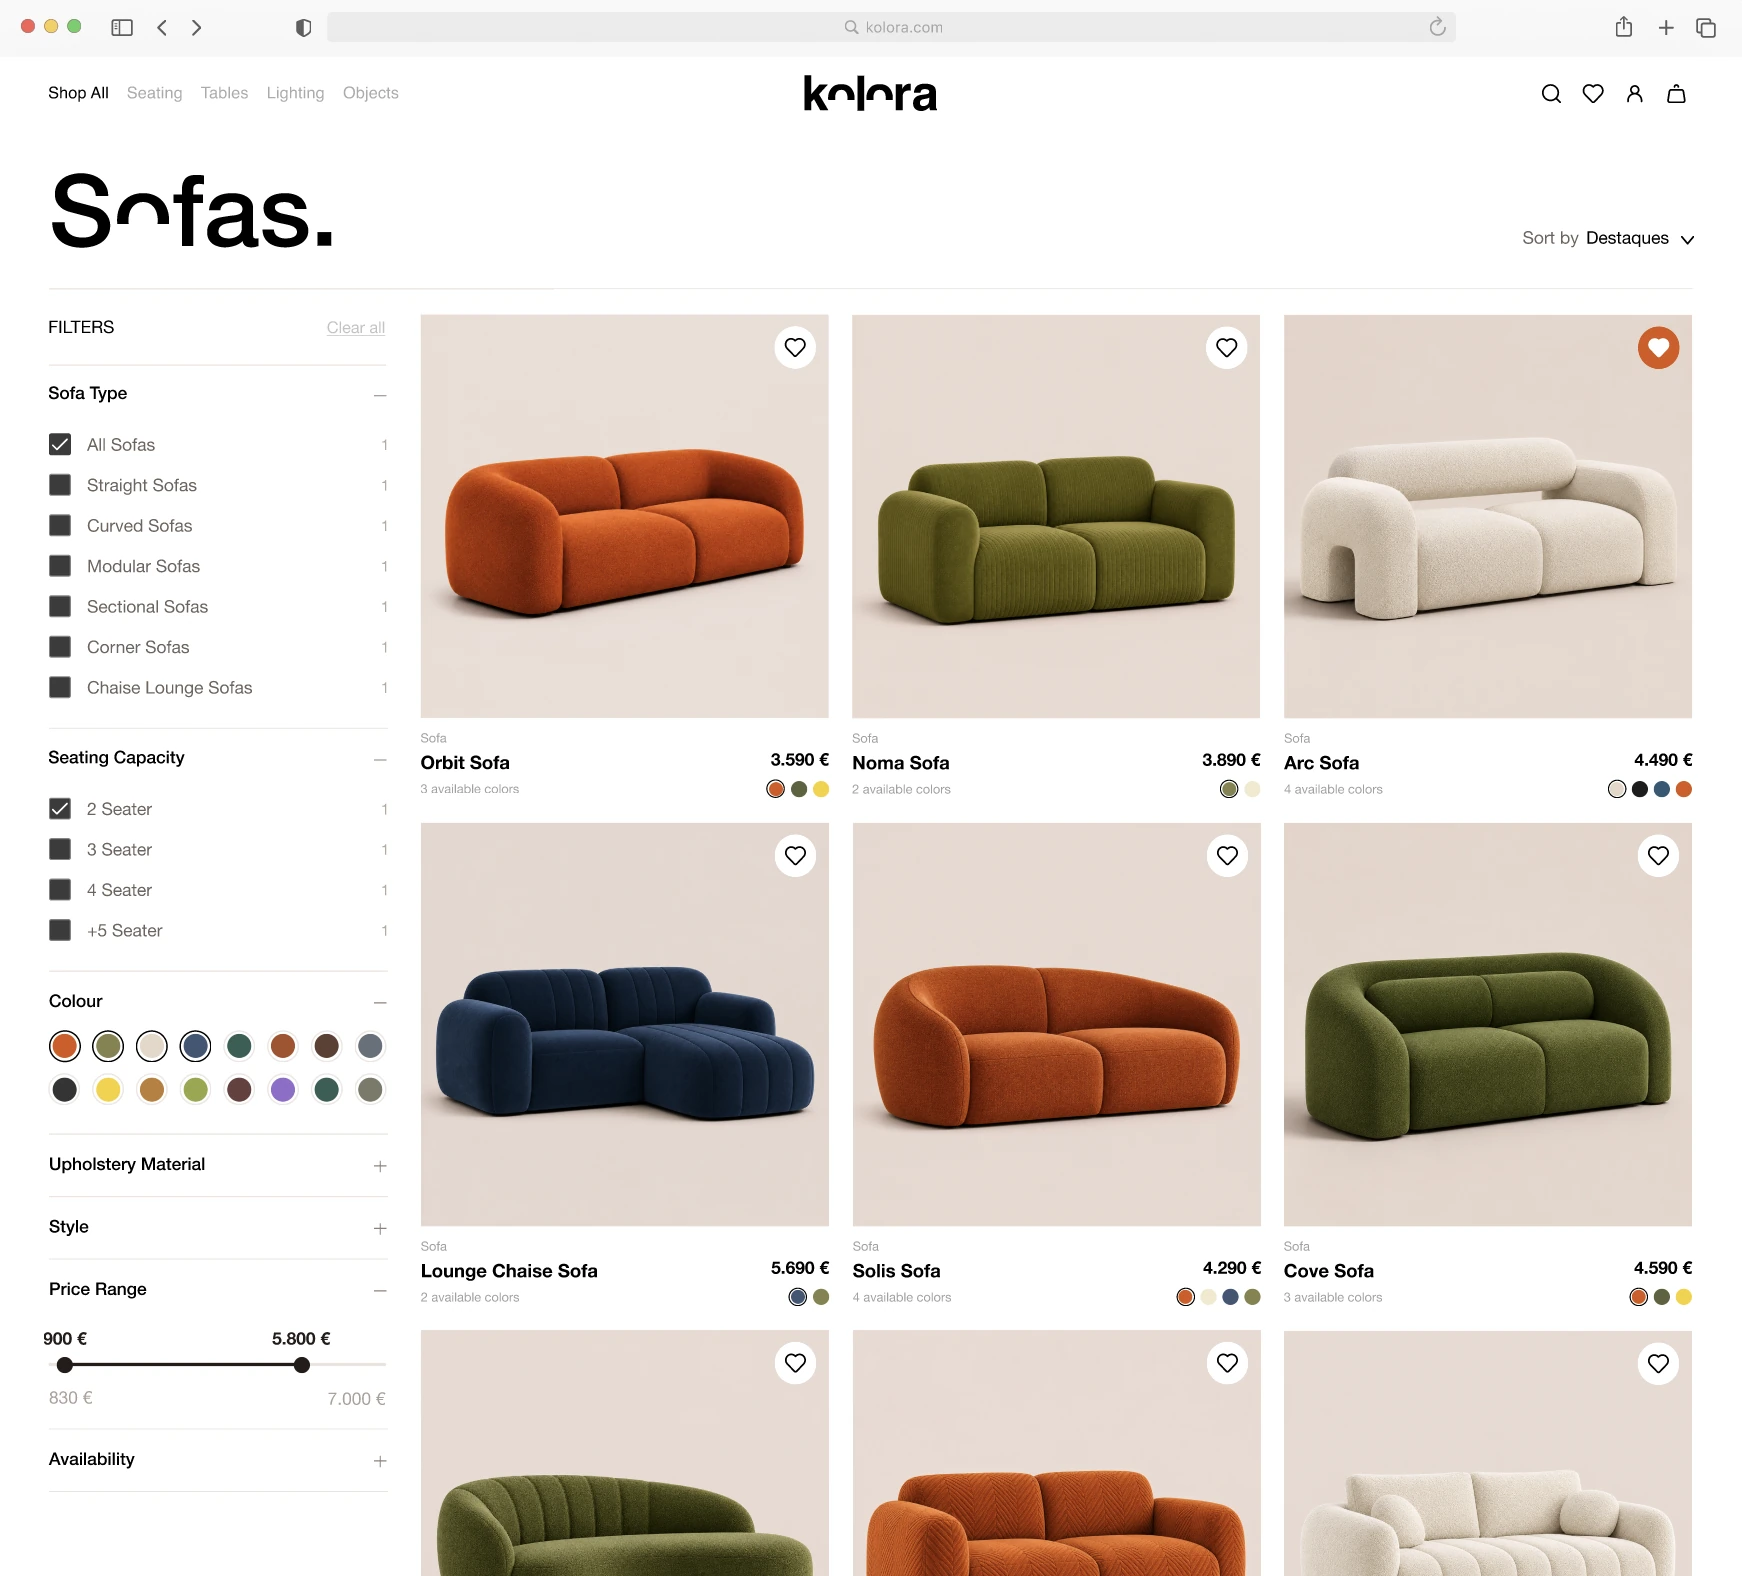 kolora.com
Shop All Seating Tables Lighting Objects
kolora
Sofas.
Sort by Destaques
FILTERS Clear all
Sofa Type
All Sofas 1
Straight Sofas 1
Curved Sofas 1
Modular Sofas 1
Sectional Sofas 1
Corner Sofas 1
Chaise Lounge Sofas 1
Seating Capacity
2 Seater 1
3 Seater 1
4 Seater 1
+5 Seater 1
Colour
Upholstery Material
Style
Price Range
900 € 5.800 €
830 € 7.000 €
Availability
Sofa
Orbit Sofa 3.590 €
3 available colors
Sofa
Noma Sofa 3.890 €
2 available colors
Sofa
Arc Sofa 4.490 €
4 available colors
Sofa
Lounge Chaise Sofa 5.690 €
2 available colors
Sofa
Solis Sofa 4.290 €
4 available colors
Sofa
Cove Sofa 4.590 €
3 available colors